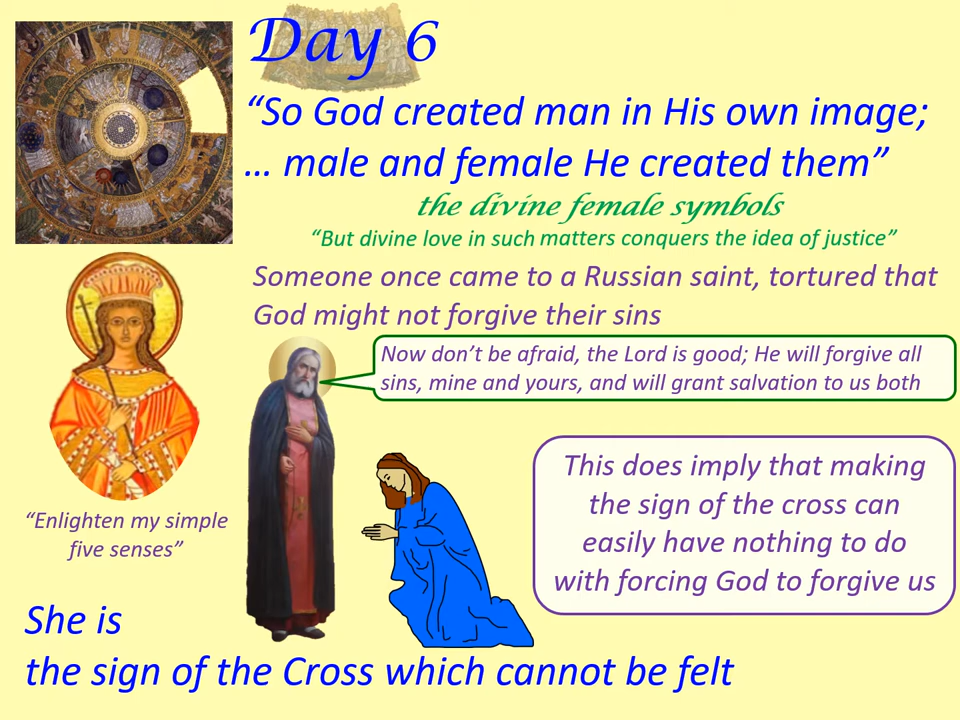 Day 6
“So God created man in His own image;
… male and female He created them”
the divine female symbols
“But divine love in such matters conquers the idea of justice”
Someone once came to a Russian saint, tortured that
God might not forgive their sins
Now don’t be afraid, the Lord is good; He will forgive all
sins, mine and yours, and will grant salvation to us both
This does imply that making
the sign of the cross can
easily have nothing to do
with forcing God to forgive us
“Enlighten my simple
five senses”
She is
the sign of the Cross which cannot be felt